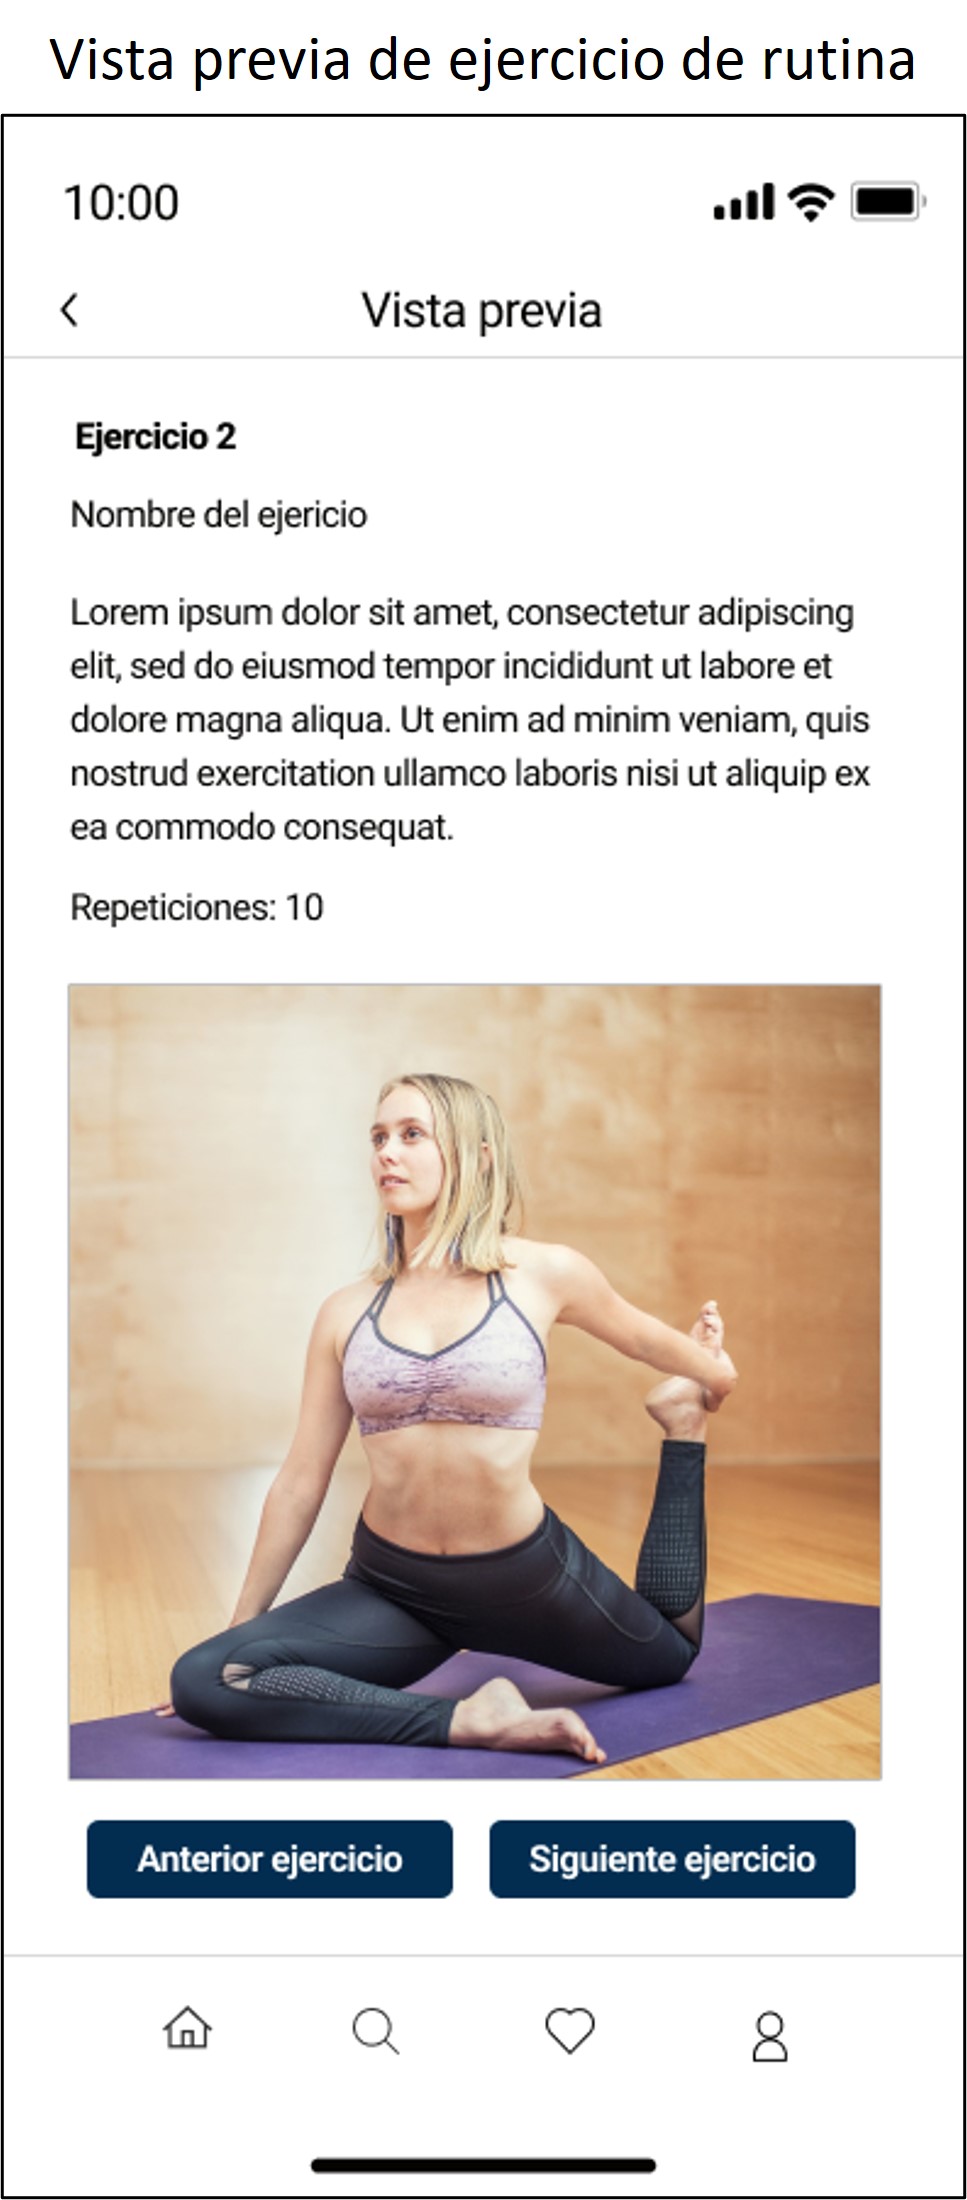 Vista previa de ejercicio de rutina
10:00
Vista previa
Ejercicio 2
Nombre del ejericio
Lorem ipsum dolor sit amet, consectetur adipiscing
elit, sed do eiusmod tempor incididunt ut labore et
dolore magna aliqua. Ut enim ad minim veniam, quis
nostrud exercitation ullamco laboris nisi ut aliquip ex
ea commodo consequat.
Repeticiones: 10
Anterior ejercicio
Siguiente ejercicio